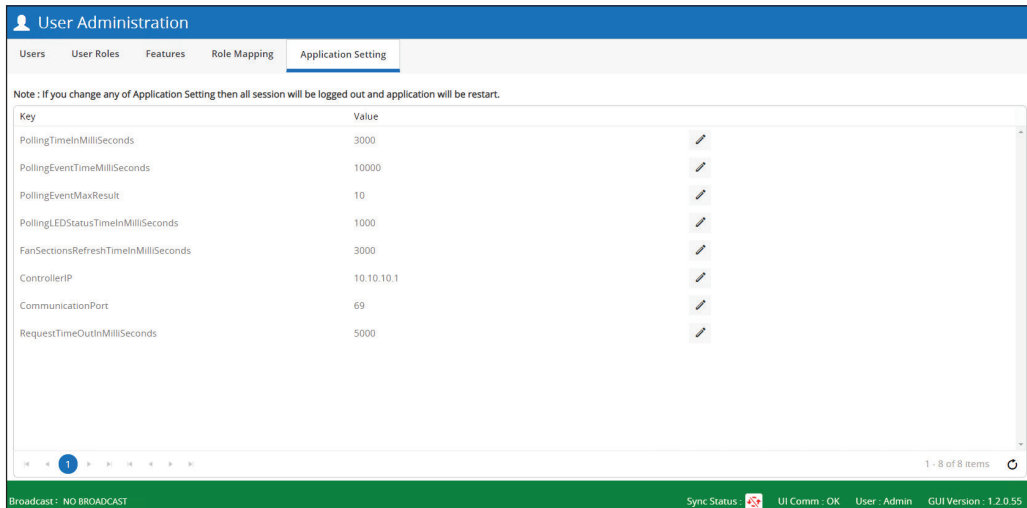 User Administration
Users User Roles Features Role Mapping Application Setting
Note : If you change any of Application Setting then all session will be logged out and application will be restart.
Key Value
PollingTimeInMilliSeconds 3000
PollingEventTimeMilliSeconds 10000
PollingEventMaxResult 10
PollingLEDStatusTimeInMilliSeconds 1000
FanSectionsRefreshTimeInMilliSeconds 3000
ControllerIP 10.10.10.1
CommunicationPort 69
RequestTimeOutInMilliSeconds 5000
1 1 - 8 of 8 items
Broadcast : NO BROADCAST Sync Status : UI Comm : OK User : Admin GUI Version : 1.2.0.55